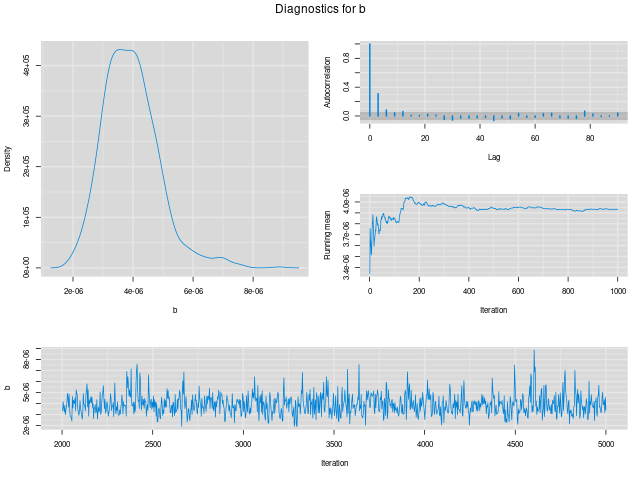 Diagnostics for b
Density
0e+00
1e+05
2e+05
3e+05
4e+05
2e-06
4e-06
6e-06
8e-06
b
Autocorrelation
0.0
0.4
0.8
0
20
40
60
80
Lag
Running mean
3.4e-06
3.7e-06
4.0e-06
0
200
400
600
800
1000
Iteration
b
2e-06
5e-06
8e-06
2000
2500
3000
3500
4000
4500
5000
Iteration